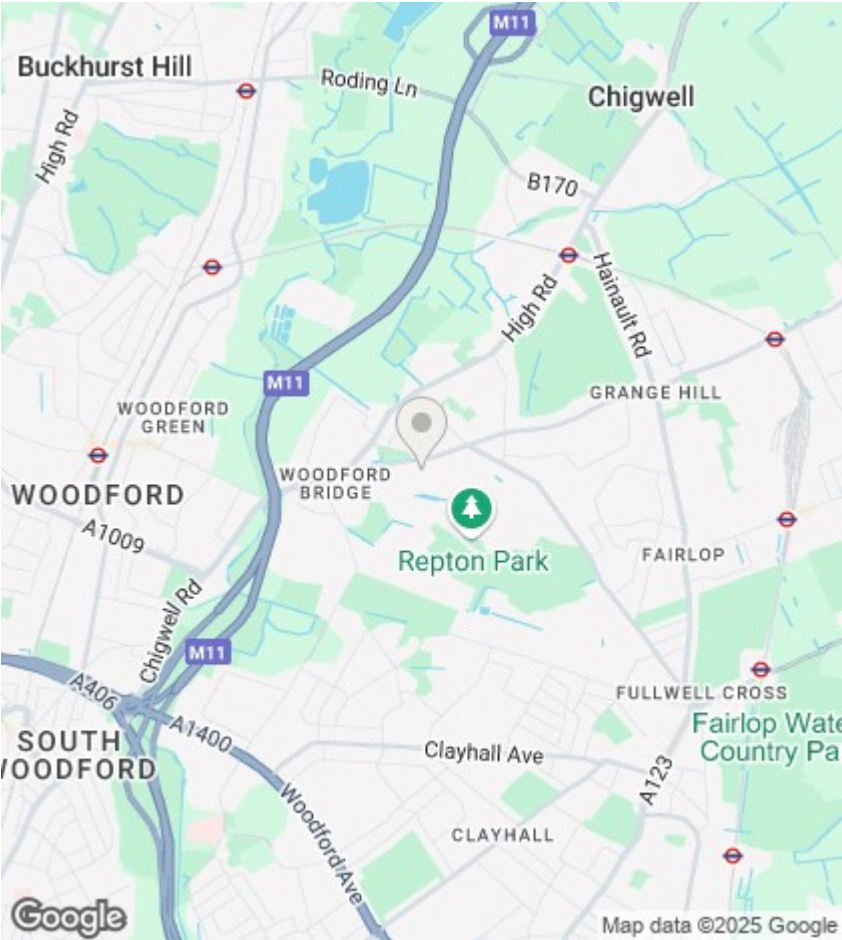 M11
Buckhurst Hill
Roding Ln
Chigwell
High Rd
B170
Hainault Rd
High Rd
M11
GRANGE HILL
WOODFORD
GREEN
WOODFORD
BRIDGE
WOODFORD
A1009
Repton Park
FAIRLOP
Chigwell Rd
M11
A406
FULLWELL CROSS
A1400
SOUTH
WOODFORD
Clayhall Ave
Fairlop Wate
Country Pa
A123
Woodford Ave
CLAYHALL
Google
Map data ©2025 Google